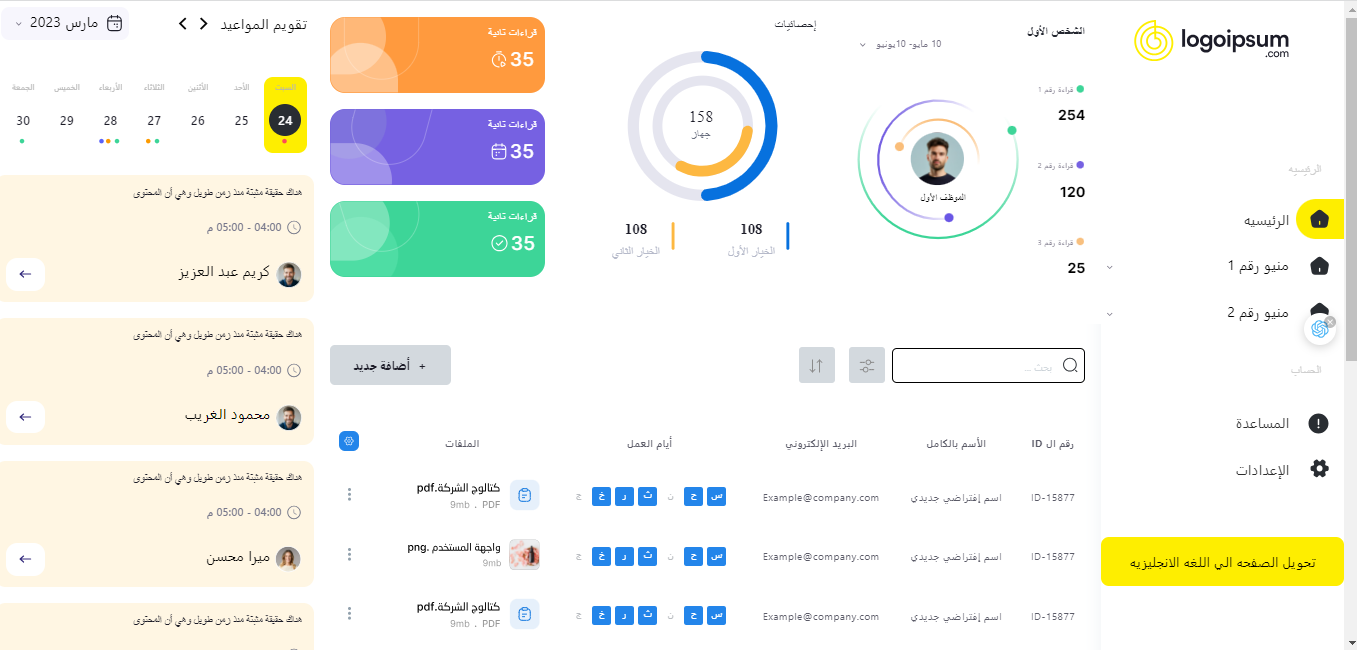 logoipsum
.com
الرئيسيه
الرئيسيه
منيو رقم 1
منيو رقم 2
الحساب
المساعدة
الإعدادات
تحويل الصفحه الي اللغه الانجليزيه
الشخص الأول
10 مايو- 10يونيو
قراءة رقم 1
254
قراءة رقم 2
120
قراءة رقم 3
25
الموظف الأول
إحصائيات
158
جهاز
108
الخيار الأول
108
الخيار الثاني
قراءات تانية
35
قراءات تانية
35
قراءات تانية
35
بحث ...
+ أضافة جديد
رقم ال ID
الأسم بالكامل
البريد الإلكتروني
أيام العمل
الملفات
ID-15877
اسم إفتراضي جديدي
Example@company.com
س ح ن ث ر خ ج
كتالوج الشركة.pdf
9mb . PDF
ID-15877
اسم إفتراضي جديدي
Example@company.com
س ح ن ث ر خ ج
واجهة المستخدم .png
9mb
ID-15877
اسم إفتراضي جديدي
Example@company.com
س ح ن ث ر خ ج
كتالوج الشركة.pdf
9mb . PDF
تقويم المواعيد
مارس 2023
السبت الأحد الأثنين الثلاثاء الأربعاء الخميس الجمعة
24 25 26 27 28 29 30
هناك حقيقة مثبتة منذ زمن طويل وهي أن المحتوى
04:00 - 05:00 م
كريم عبد العزيز
هناك حقيقة مثبتة منذ زمن طويل وهي أن المحتوى
04:00 - 05:00 م
محمود الغريب
هناك حقيقة مثبتة منذ زمن طويل وهي أن المحتوى
04:00 - 05:00 م
ميرا محسن
هناك حقيقة مثبتة منذ زمن طويل وهي أن المحتوى